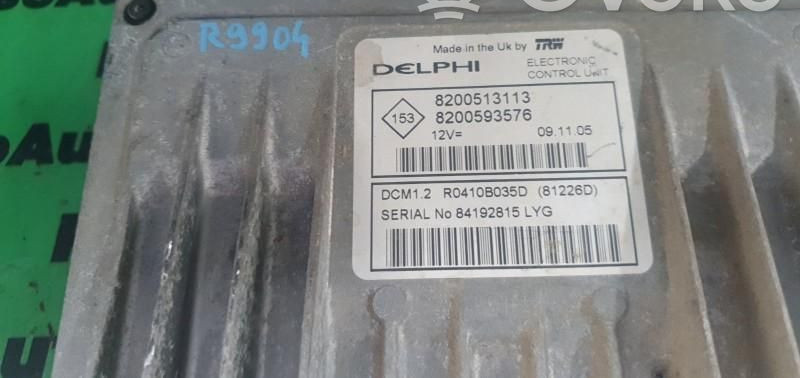 R9904
Made in the Uk by TRW
DELPHI
ELECTRONIC
CONTROL UNIT
153
8200513113
8200593576
12V= 09.11.05
DCM1.2 R0410B035D (81226D)
SERIAL No 84192815 LYG